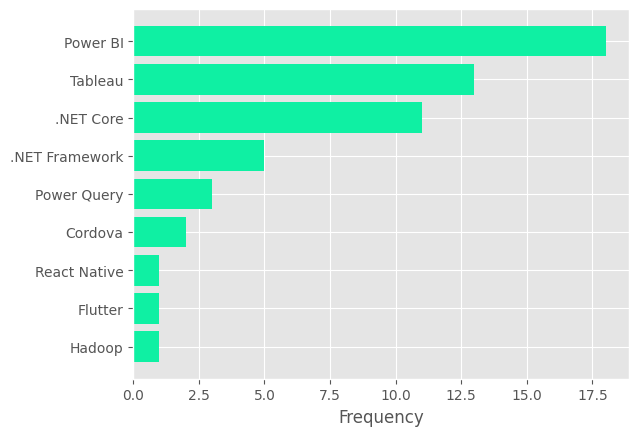 Power BI
Tableau
.NET Core
.NET Framework
Power Query
Cordova
React Native
Flutter
Hadoop
0.0 2.5 5.0 7.5 10.0 12.5 15.0 17.5
Frequency